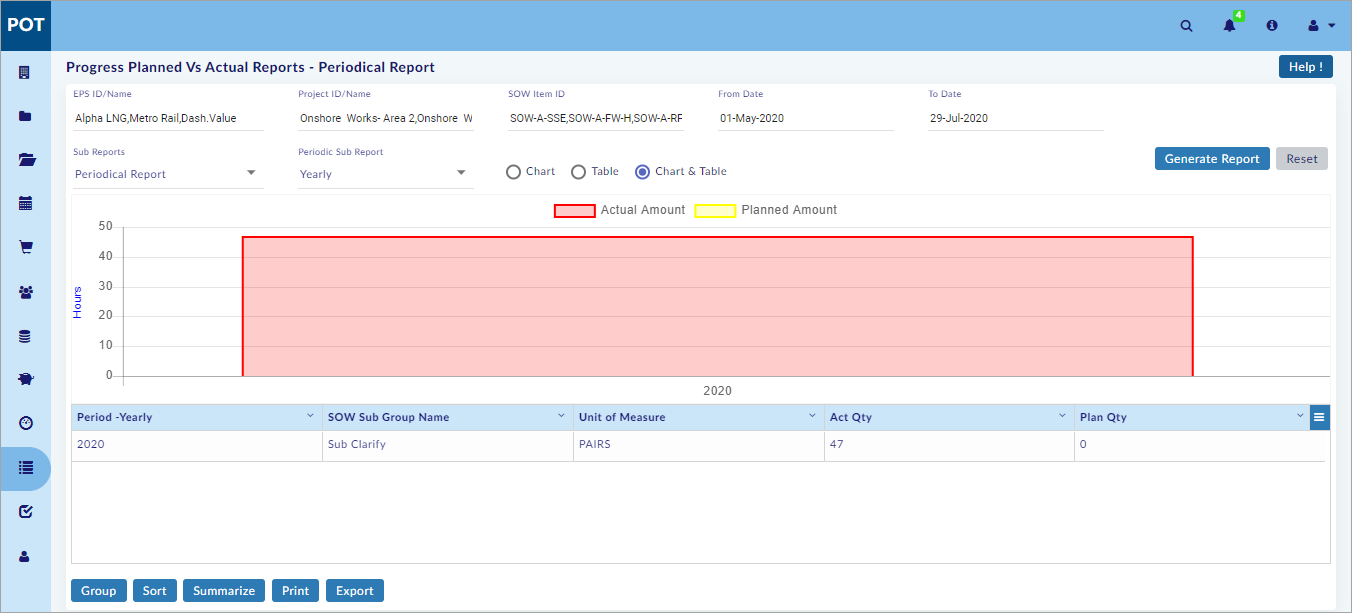 POT
4
Progress Planned Vs Actual Reports - Periodical Report
Help !
EPS ID/Name
Project ID/Name
SOW Item ID
From Date
To Date
Alpha LNG,Metro Rail,Dash.Value
Onshore Works- Area 2,Onshore W
SOW-A-SSE,SOW-A-FW-H,SOW-A-RF
01-May-2020
29-Jul-2020
Sub Reports
Periodic Sub Report
Periodical Report
Yearly
Chart
Table
Chart & Table
Generate Report
Reset
Actual Amount
Planned Amount
50
40
30
20
10
0
Hours
2020
Period -Yearly
SOW Sub Group Name
Unit of Measure
Act Qty
Plan Qty
2020
Sub Clarify
PAIRS
47
0
Group
Sort
Summarize
Print
Export